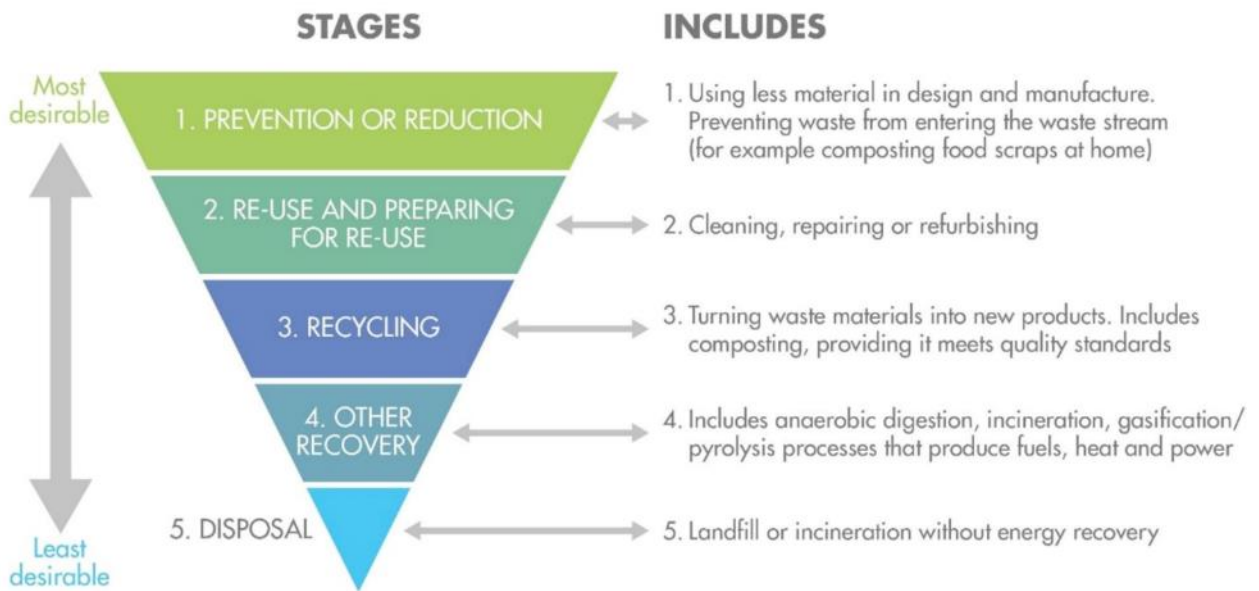 STAGES
INCLUDES
Most
desirable
1. PREVENTION OR REDUCTION
1. Using less material in design and manufacture.
Preventing waste from entering the waste stream
(for example composting food scraps at home)
2. RE-USE AND PREPARING
FOR RE-USE
2. Cleaning, repairing or refurbishing
3. RECYCLING
3. Turning waste materials into new products. Includes
composting, providing it meets quality standards
4. OTHER
RECOVERY
4. Includes anaerobic digestion, incineration, gasification/
pyrolysis processes that produce fuels, heat and power
5. DISPOSAL
5. Landfill or incineration without energy recovery
Least
desirable